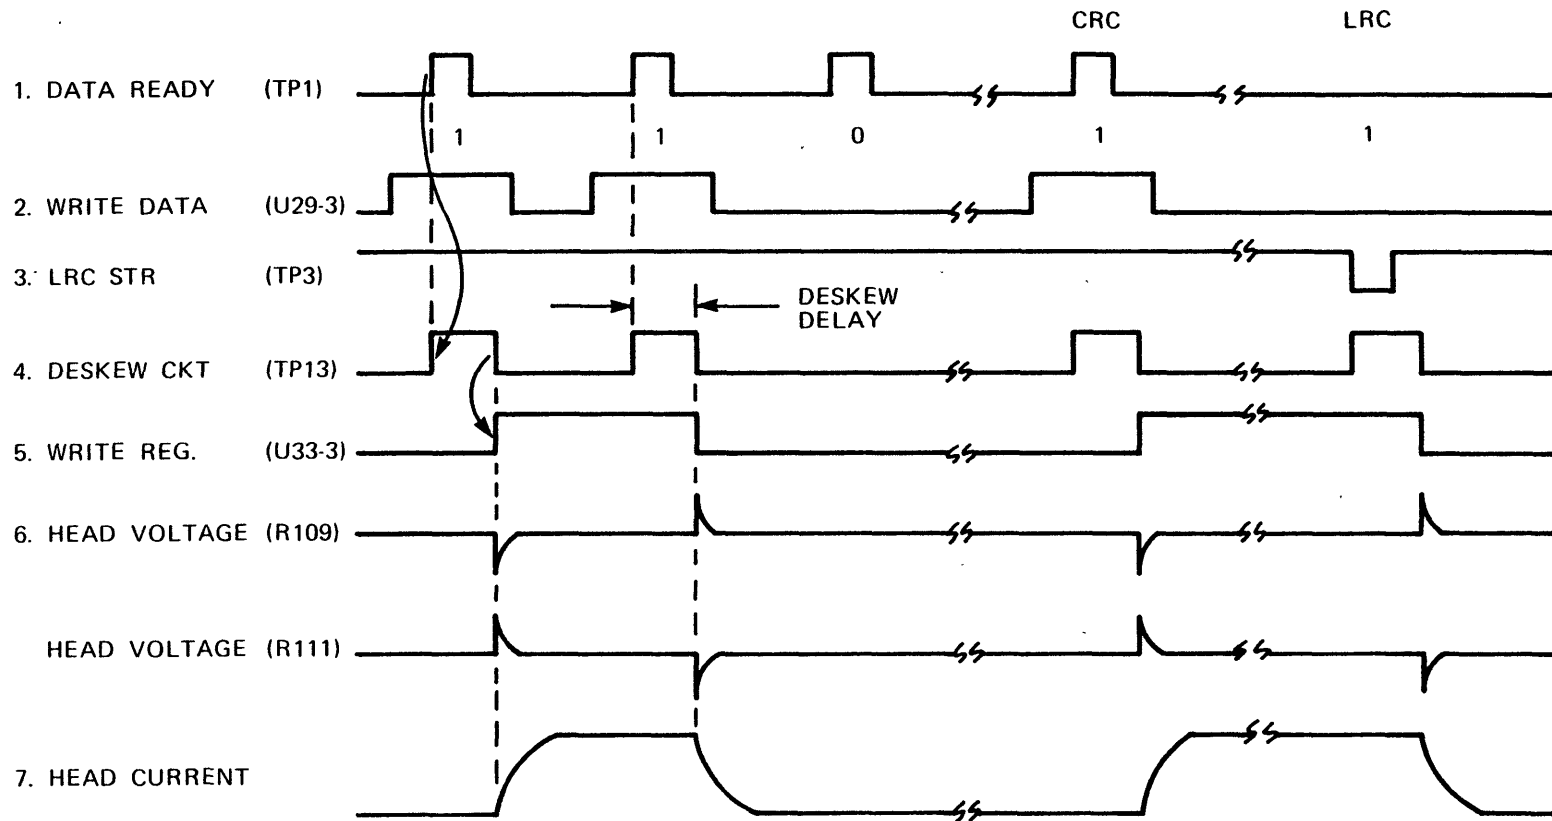 CRC LRC
1. DATA READY (TP1)
1 1 0 1 1
2. WRITE DATA (U29-3)
3. LRC STR (TP3)
DESKEW
DELAY
4. DESKEW CKT (TP13)
5. WRITE REG. (U33-3)
6. HEAD VOLTAGE (R109)
HEAD VOLTAGE (R111)
7. HEAD CURRENT